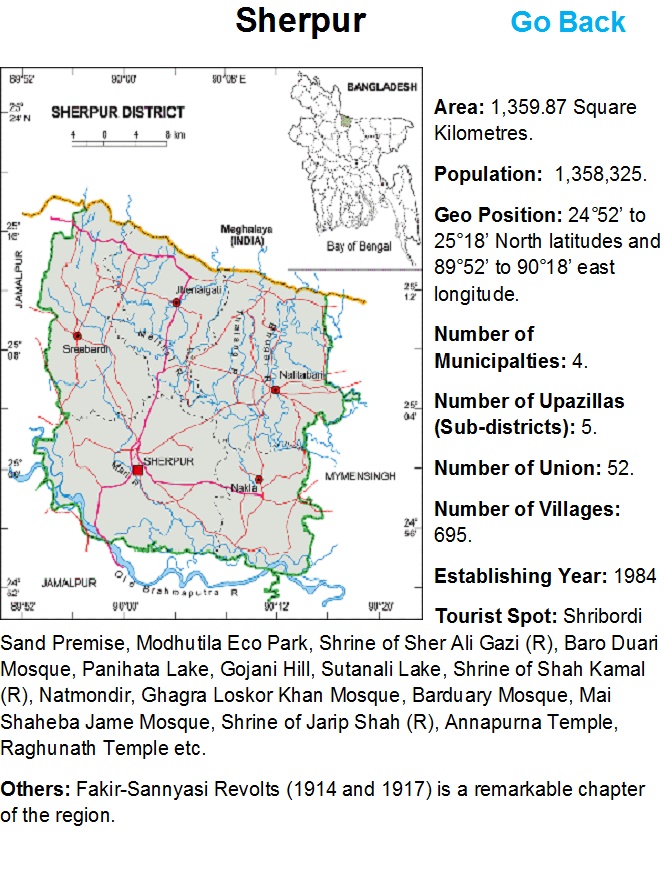 Sherpur
Go Back
89°52'
90°00'
90°08'E
BANGLADESH
25°
24'N
SHERPUR DISTRICT
4 0 4 8 km
Bay of Bengal
Meghalaya
(INDIA)
25°
16'
JAMALPUR
25°
12'
Jhenaigati
25°
08'
Sreebardi
Nalitabari
25°
04'
SHERPUR
MYMENSINGH
Nakla
24°
56'
JAMALPUR
Old Brahmaputra R
24°
52'
89°52'
90°00'
90°12'
90°20'
Area: 1,359.87 Square
Kilometres.
Population: 1,358,325.
Geo Position: 24°52’ to
25°18’ North latitudes and
89°52’ to 90°18’ east
longitude.
Number of
Municipalties: 4.
Number of Upazillas
(Sub-districts): 5.
Number of Union: 52.
Number of Villages:
695.
Establishing Year: 1984
Tourist Spot: Shribordi
Sand Premise, Modhutila Eco Park, Shrine of Sher Ali Gazi (R), Baro Duari
Mosque, Panihata Lake, Gojani Hill, Sutanali Lake, Shrine of Shah Kamal
(R), Natmondir, Ghagra Loskor Khan Mosque, Barduary Mosque, Mai
Shaheba Jame Mosque, Shrine of Jarip Shah (R), Annapurna Temple,
Raghunath Temple etc.
Others: Fakir-Sannyasi Revolts (1914 and 1917) is a remarkable chapter
of the region.